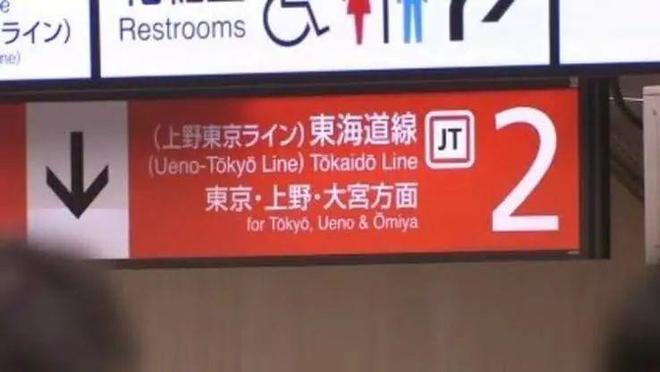 ライン)
Restrooms
(上野東京ライン)東海道線
JT
2
(Ueno-Tōkyō Line) Tōkaidō Line
東京・上野・大宮方面
for Tōkyō, Ueno & Ōmiya